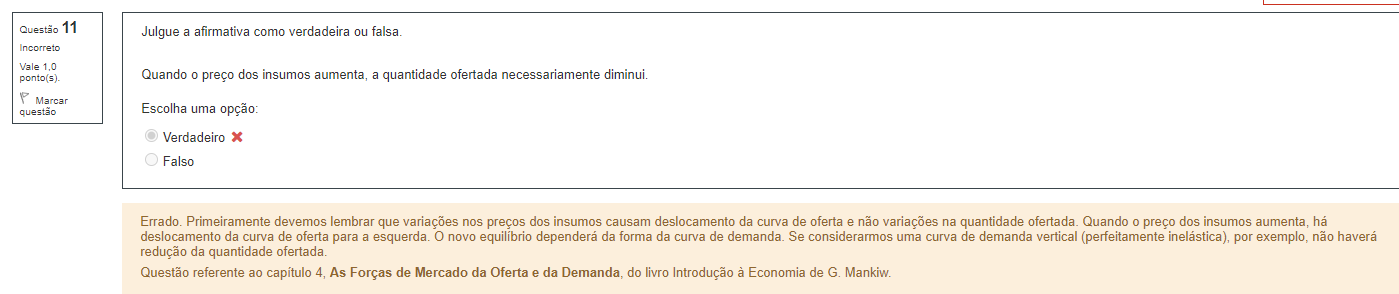 Questão 11
Incorreto
Vale 1,0
ponto(s).
Marcar
questão
Julgue a afirmativa como verdadeira ou falsa.
Quando o preço dos insumos aumenta, a quantidade ofertada necessariamente diminui.
Escolha uma opção:
Verdadeiro
Falso
Errado. Primeiramente devemos lembrar que variações nos preços dos insumos causam deslocamento da curva de oferta e não variações na quantidade ofertada. Quando o preço dos insumos aumenta, há
deslocamento da curva de oferta para a esquerda. O novo equilíbrio dependerá da forma da curva de demanda. Se considerarmos uma curva de demanda vertical (perfeitamente inelástica), por exemplo, não haverá
redução da quantidade ofertada.
Questão referente ao capítulo 4, As Forças de Mercado da Oferta e da Demanda, do livro Introdução à Economia de G. Mankiw.